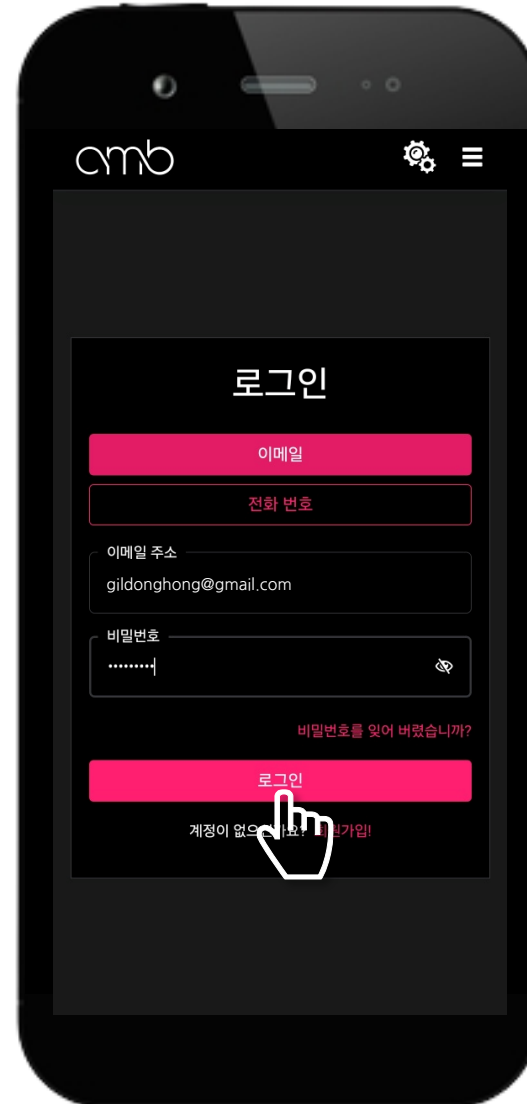 amb
로그인
이메일
전화 번호
이메일 주소
gildonghong@gmail.com
비밀번호
비밀번호를 잊어 버렸습니까?
로그인
계정이 회원가입!